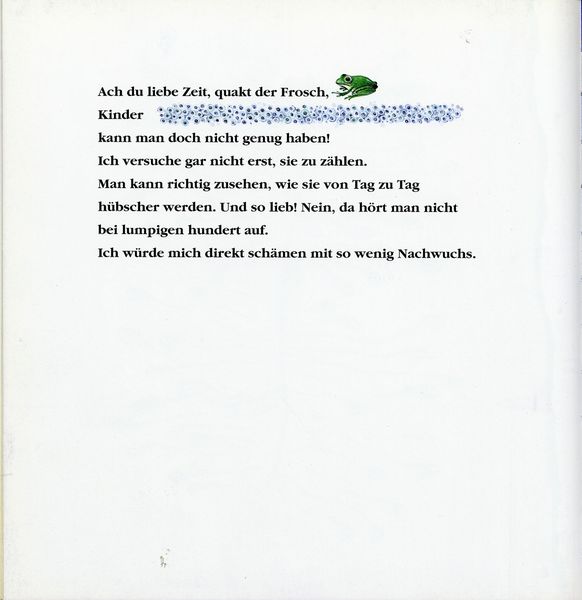 Ach du liebe Zeit, quakt der Frosch,
Kinder
kann man doch nicht genug haben!
Ich versuche gar nicht erst, sie zu zählen.
Man kann richtig zusehen, wie sie von Tag zu Tag
hübscher werden. Und so lieb! Nein, da hört man nicht
bei lumpigen hundert auf.
Ich würde mich direkt schämen mit so wenig Nachwuchs.